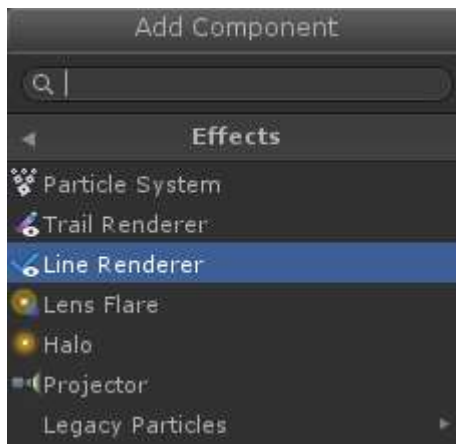 Add Component
Effects
Particle System
Trail Renderer
Line Renderer
Lens Flare
Halo
Projector
Legacy Particles